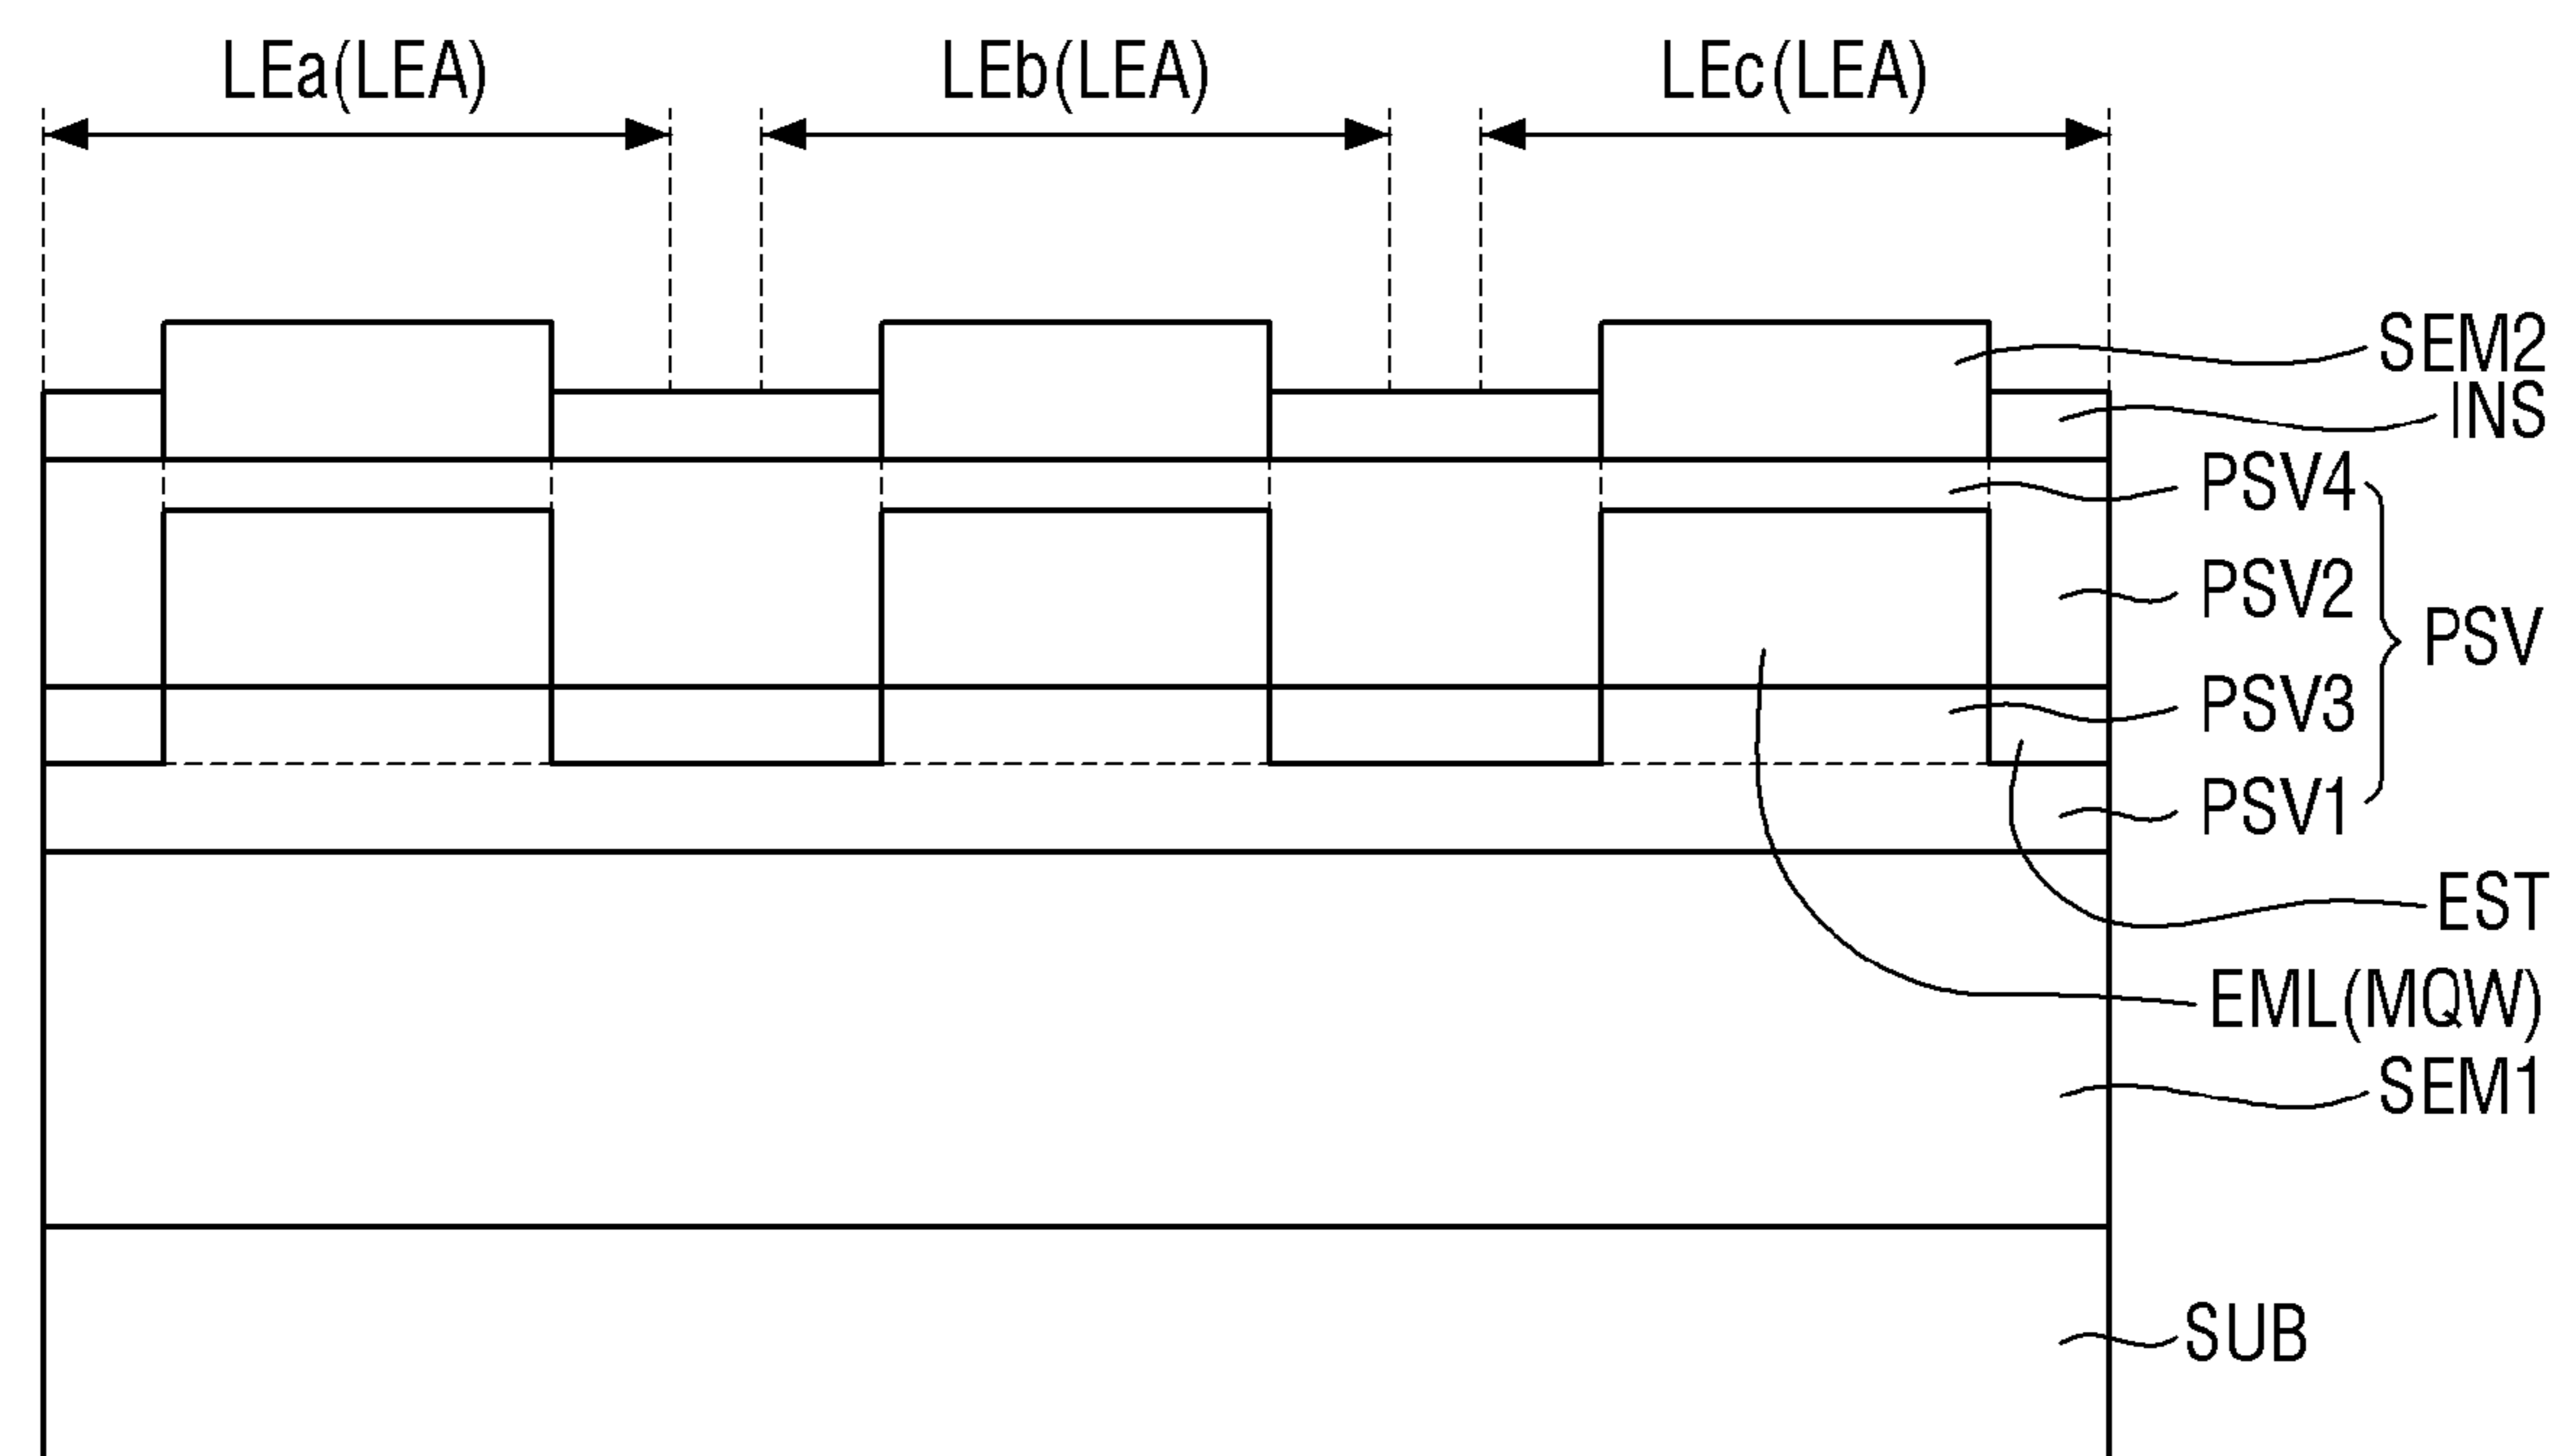 LEa(LEA)
LEb(LEA)
LEc(LEA)
SEM2
INS
PSV4
PSV2
PSV
PSV3
PSV1
EST
EML(MQW)
SEM1
SUB